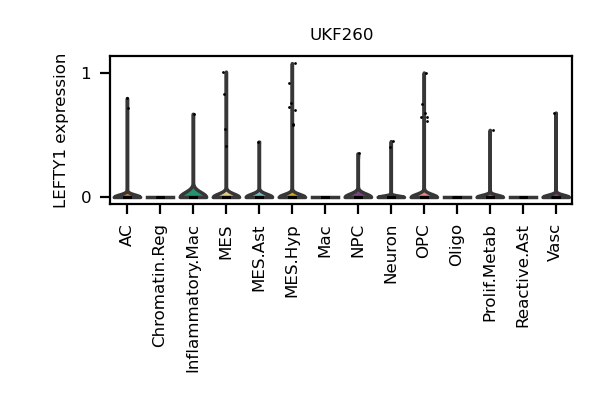 UKF260
LEFTY1 expression
1
0
AC
Chromatin.Reg
Inflammatory.Mac
MES
MES.Ast
MES.Hyp
Mac
NPC
Neuron
OPC
Oligo
Prolif.Metab
Reactive.Ast
Vasc